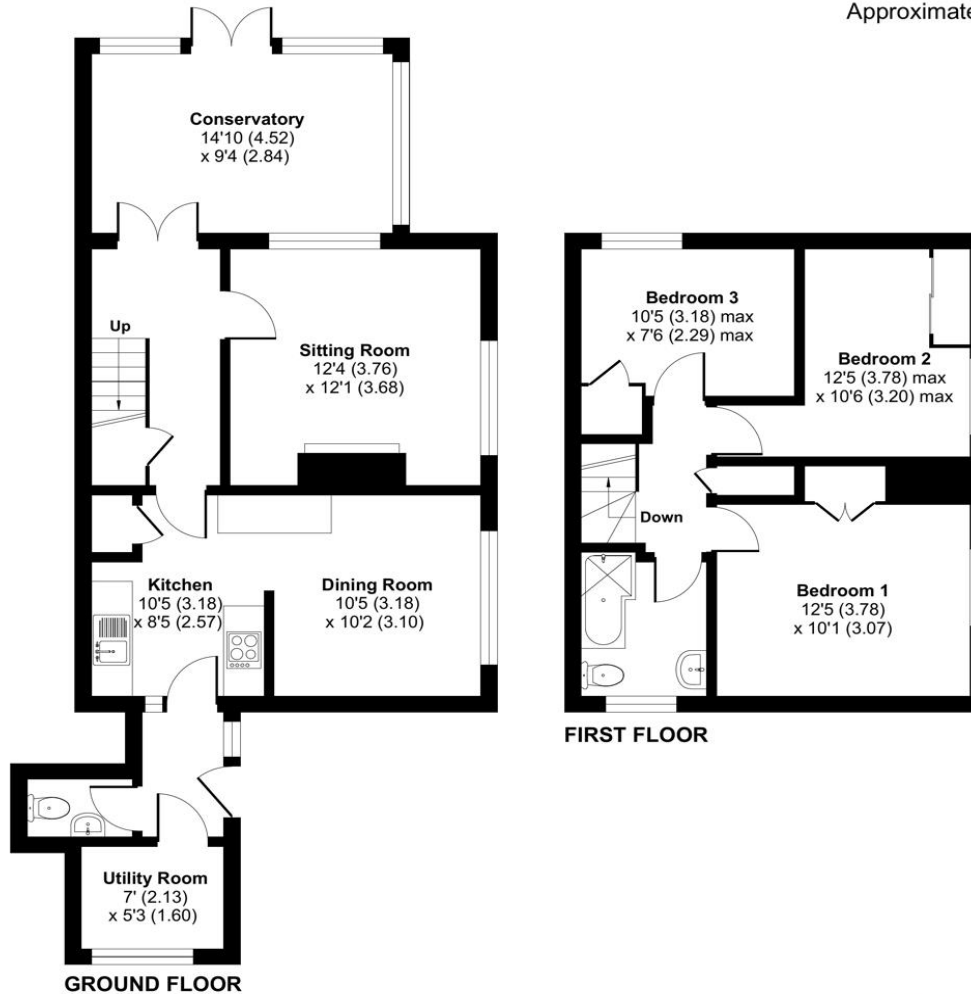 Approximate
Conservatory
14'10 (4.52)
x 9'4 (2.84)
Up
Sitting Room
12'4 (3.76)
x 12'1 (3.68)
Kitchen
10'5 (3.18)
x 8'5 (2.57)
Dining Room
10'5 (3.18)
x 10'2 (3.10)
Utility Room
7' (2.13)
x 5'3 (1.60)
GROUND FLOOR
Bedroom 3
10'5 (3.18) max
x 7'6 (2.29) max
Bedroom 2
12'5 (3.78) max
x 10'6 (3.20) max
Down
Bedroom 1
12'5 (3.78)
x 10'1 (3.07)
FIRST FLOOR